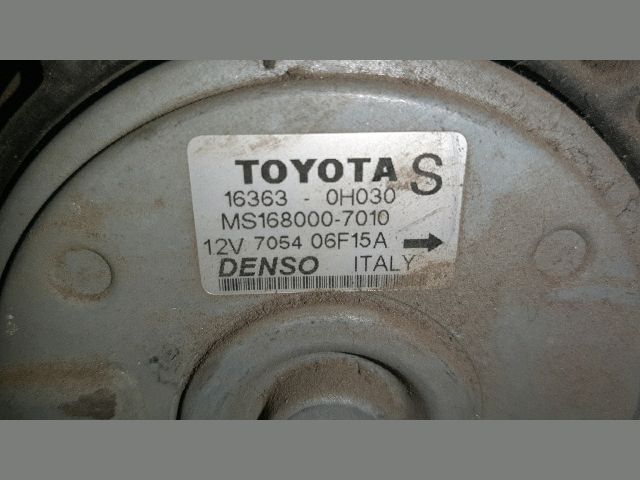 TOYOTA S
16363 - 0H030
MS168000-7010
12V 7054 06F15A →
DENSO ITALY